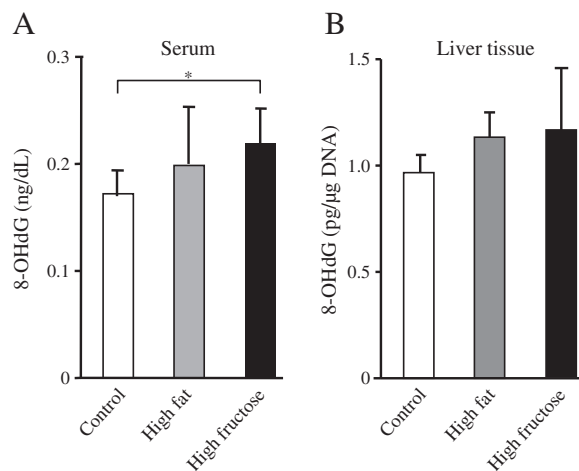 A
Serum
8-OHdG (ng/dL)
0.3
0.2
0.1
0
*
Control
High fat
High fructose
B
Liver tissue
8-OHdG (pg/μg DNA)
1.5
1.0
0.5
0
Control
High fat
High fructose